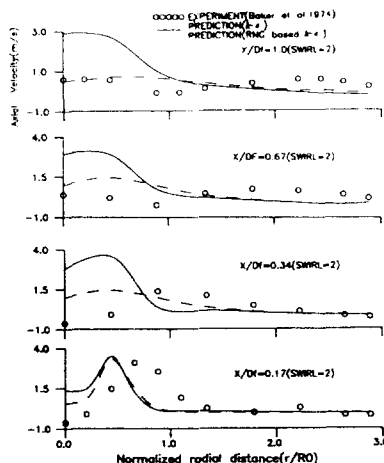 3.0 ooooo EXPERIMENT(Baker et al 1974)
PREDICTION(k-ε)
PREDICTION(RNG based k-ε)
X/Df=1.0(SWIRL=2)
Axial Velocity(m/s)
1.0
-1.0
4.0
X/DF=0.67(SWIRL=2)
1.5
-1.0
4.0
X/Df=0.34(SWIRL=2)
1.5
-1.0
4.0
X/Df=0.17(SWIRL=2)
1.5
-1.0
0.0 1.0 2.0 3.0
Normalized radial distance(r/R0)